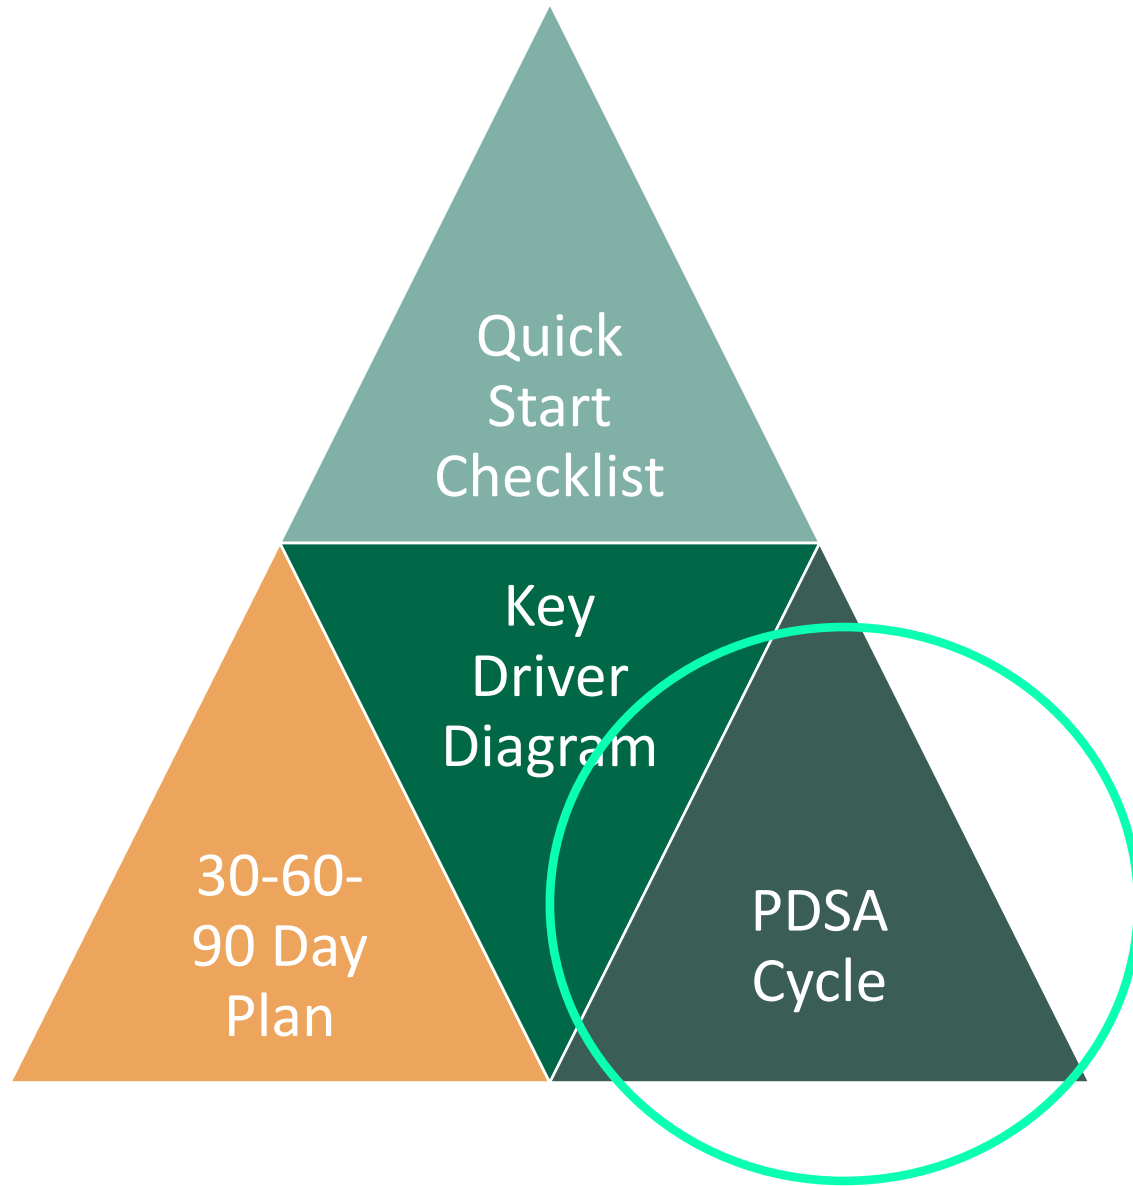 Quick
Start
Checklist
Key
Driver
Diagram
30-60-
90 Day
Plan
PDSA
Cycle